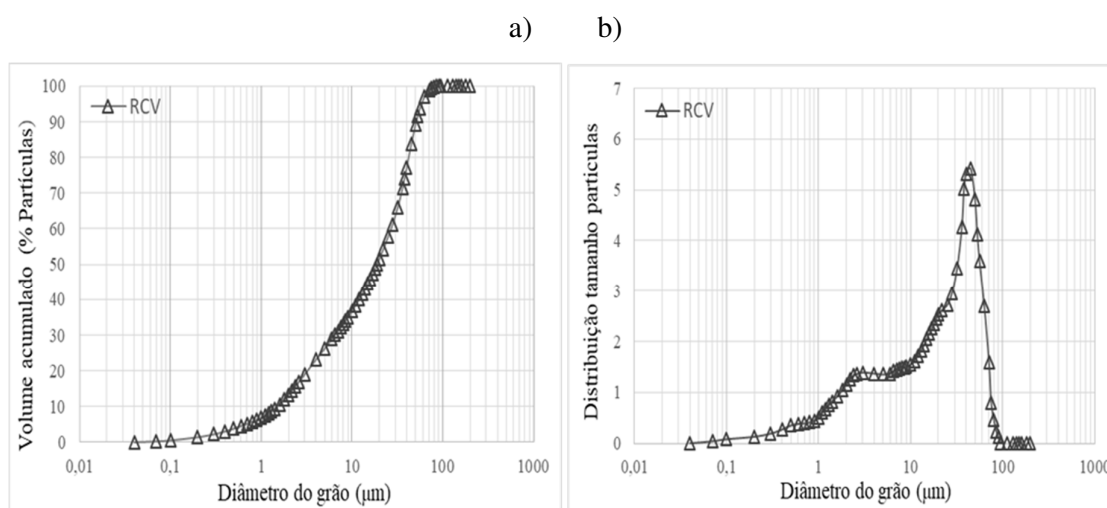 a) b)
RCV
Volume acumulado (% Partículas)
100
90
80
70
60
50
40
30
20
10
0
0,01 0,1 1 10 100 1000
Diâmetro do grão (μm)
RCV
Distribuição tamanho particulas
7
6
5
4
3
2
1
0
0,01 0,1 1 10 100 1000
Diâmetro do grão (μm)